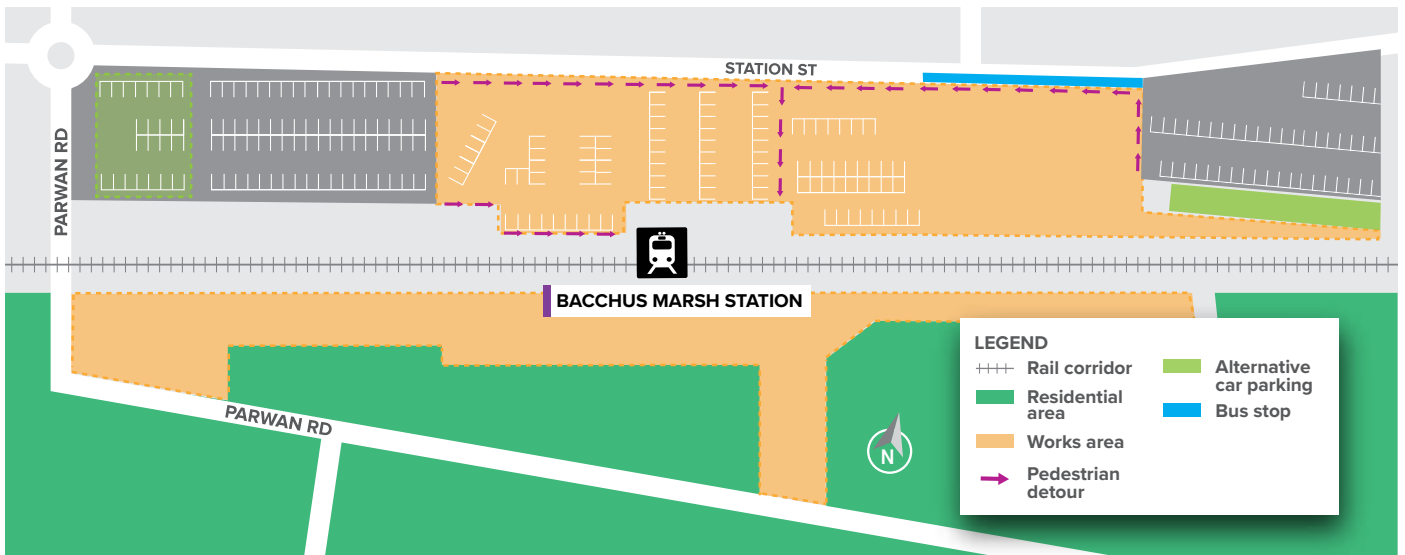 STATION ST
PARWAN RD
BACCHUS MARSH STATION
PARWAN RD
N
LEGEND
Rail corridor
Residential
area
Works area
Pedestrian
detour
Alternative
car parking
Bus stop